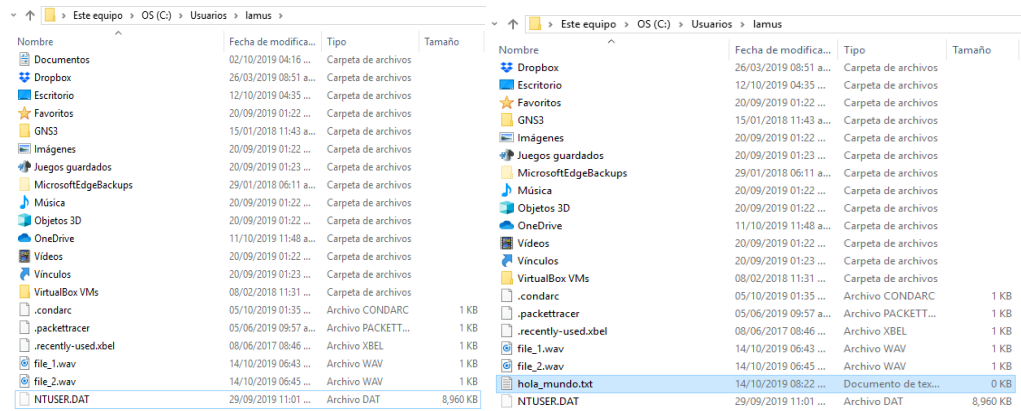 Este equipo > OS (C:) > Usuarios > lamus >
Nombre Fecha de modifica... Tipo Tamaño
Documentos 02/10/2019 04:16 ... Carpeta de archivos
Dropbox 26/03/2019 08:51 a... Carpeta de archivos
Escritorio 12/10/2019 04:35 ... Carpeta de archivos
Favoritos 20/09/2019 01:22 ... Carpeta de archivos
GNS3 15/01/2018 11:43 a... Carpeta de archivos
Imágenes 20/09/2019 01:22 ... Carpeta de archivos
Juegos guardados 20/09/2019 01:23 ... Carpeta de archivos
MicrosoftEdgeBackups 29/01/2018 06:11 a... Carpeta de archivos
Música 20/09/2019 01:22 ... Carpeta de archivos
Objetos 3D 20/09/2019 01:22 ... Carpeta de archivos
OneDrive 11/10/2019 11:48 a... Carpeta de archivos
Vídeos 20/09/2019 01:22 ... Carpeta de archivos
Vínculos 20/09/2019 01:23 ... Carpeta de archivos
VirtualBox VMs 08/02/2018 11:31 ... Carpeta de archivos
.condarc 05/10/2019 01:35 ... Archivo CONDARC 1 KB
.packettracer 05/06/2019 09:57 a... Archivo PACKETT... 1 KB
.recently-used.xbel 08/06/2017 08:46 ... Archivo XBEL 1 KB
file_1.wav 14/10/2019 06:43 ... Archivo WAV 1 KB
file_2.wav 14/10/2019 06:45 ... Archivo WAV 1 KB
NTUSER.DAT 29/09/2019 11:01 ... Archivo DAT 8,960 KB
Este equipo > OS (C:) > Usuarios > lamus
Nombre Fecha de modifica... Tipo Tamaño
Dropbox 26/03/2019 08:51 a... Carpeta de archivos
Escritorio 12/10/2019 04:35 ... Carpeta de archivos
Favoritos 20/09/2019 01:22 ... Carpeta de archivos
GNS3 15/01/2018 11:43 a... Carpeta de archivos
Imágenes 20/09/2019 01:22 ... Carpeta de archivos
Juegos guardados 20/09/2019 01:23 ... Carpeta de archivos
MicrosoftEdgeBackups 29/01/2018 06:11 a... Carpeta de archivos
Música 20/09/2019 01:22 ... Carpeta de archivos
Objetos 3D 20/09/2019 01:22 ... Carpeta de archivos
OneDrive 11/10/2019 11:48 a... Carpeta de archivos
Vídeos 20/09/2019 01:22 ... Carpeta de archivos
Vínculos 20/09/2019 01:23 ... Carpeta de archivos
VirtualBox VMs 08/02/2018 11:31 ... Carpeta de archivos
.condarc 05/10/2019 01:35 ... Archivo CONDARC 1 KB
.packettracer 05/06/2019 09:57 a... Archivo PACKETT... 1 KB
.recently-used.xbel 08/06/2017 08:46 ... Archivo XBEL 1 KB
file_1.wav 14/10/2019 06:43 ... Archivo WAV 1 KB
file_2.wav 14/10/2019 06:45 ... Archivo WAV 1 KB
hola_mundo.txt 14/10/2019 08:22 ... Documento de tex... 0 KB
NTUSER.DAT 29/09/2019 11:01 ... Archivo DAT 8,960 KB